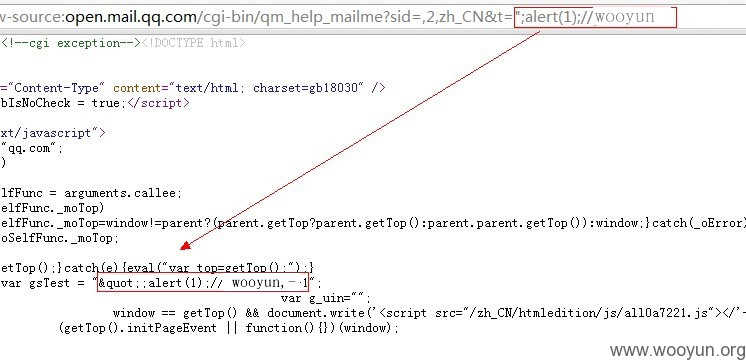 w-source:open.mail.qq.com/cgi-bin/qm_help_mailme?sid=,2,zh_CN&t=";alert(1);//wooyun
<!--cgi exception--><!DOCTYPE html>
="Content-Type" content="text/html; charset=gb18030" />
bIsNoCheck = true;</script>
xt/javascript">
"qq.com";
)
lfFunc = arguments.callee;
elfFunc._moTop)
elfFunc._moTop=window!=parent?(parent.getTop?parent.getTop():parent.parent.getTop()):window;}catch(_oError)
oSelfFunc._moTop;
etTop();}catch(e){eval("var top=getTop();");}
var gsTest = "&quot;;alert(1);// wooyun,--1";
var g_uin="";
window == getTop() && document.write('<script src="/zh_CN/htmledition/js/all0a7221.js"></'+
(getTop().initPageEvent || function(){})(window);
www.wooyun.org